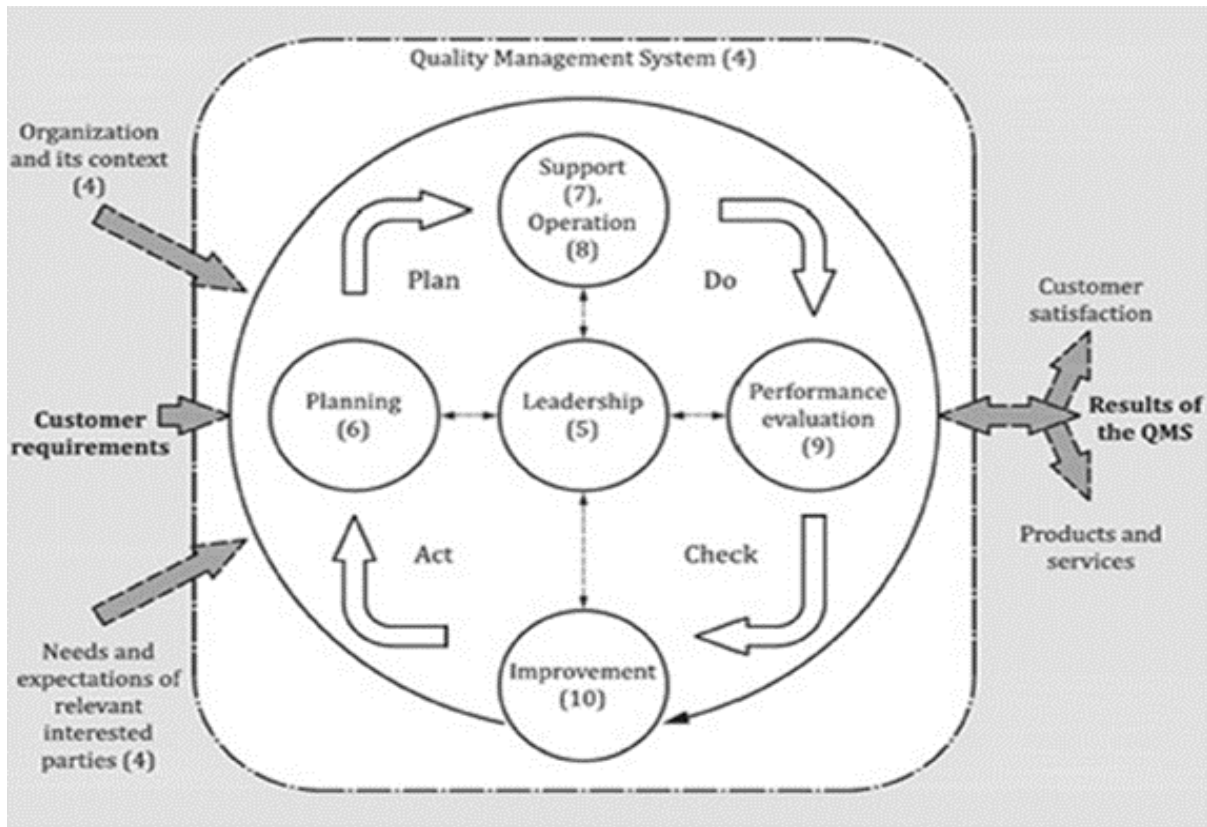 Quality Management System (4)
Organization
and its context
(4)
Support
(7),
Operation
(8)
Plan
Do
Customer
satisfaction
Planning
(6)
Leadership
(5)
Performance
evaluation
(9)
Customer
requirements
Results of
the QMS
Act
Check
Products and
services
Needs and
expectations of
relevant
interested
parties (4)
Improvement
(10)